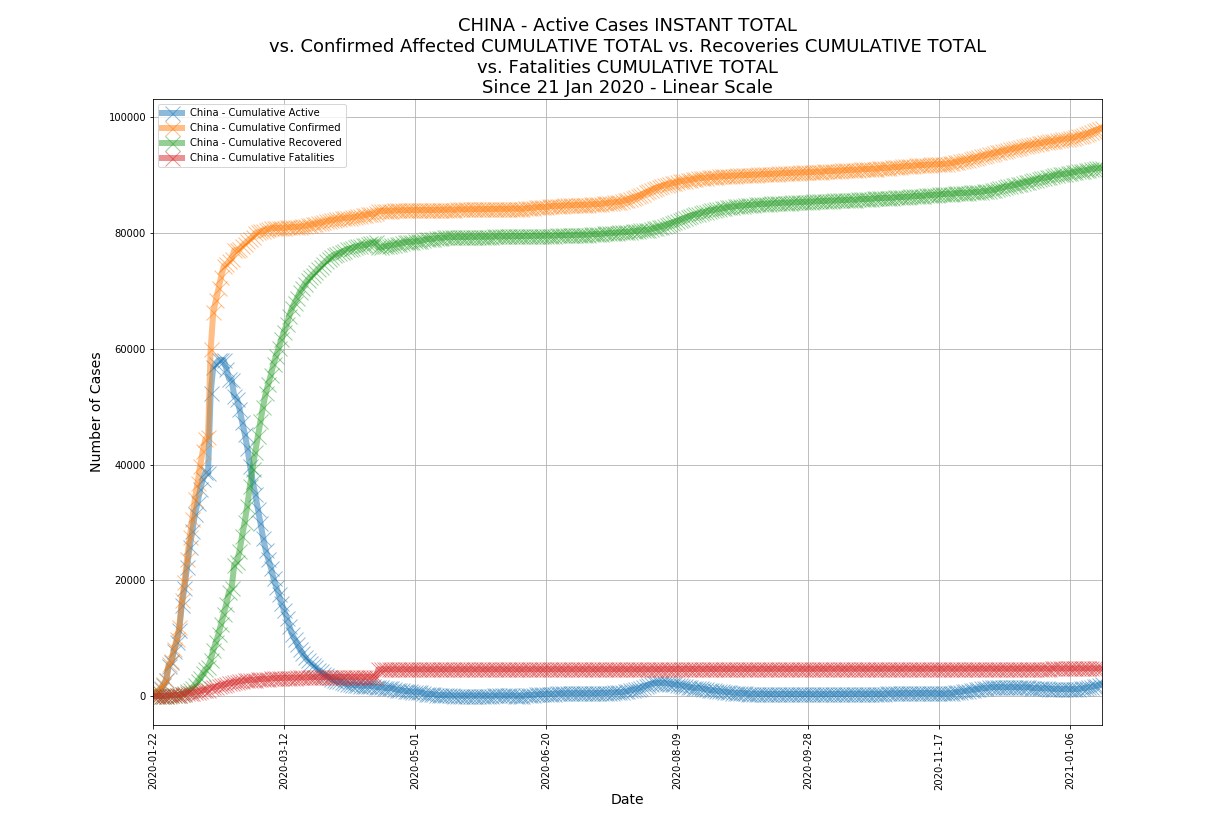 CHINA - Active Cases INSTANT TOTAL
vs. Confirmed Affected CUMULATIVE TOTAL vs. Recoveries CUMULATIVE TOTAL
vs. Fatalities CUMULATIVE TOTAL
Since 21 Jan 2020 - Linear Scale
China - Cumulative Active
China - Cumulative Confirmed
China - Cumulative Recovered
China - Cumulative Fatalities
Number of Cases
100000
80000
60000
40000
20000
0
2020-01-22
2020-03-12
2020-05-01
2020-06-20
2020-08-09
2020-09-28
2020-11-17
2021-01-06
Date